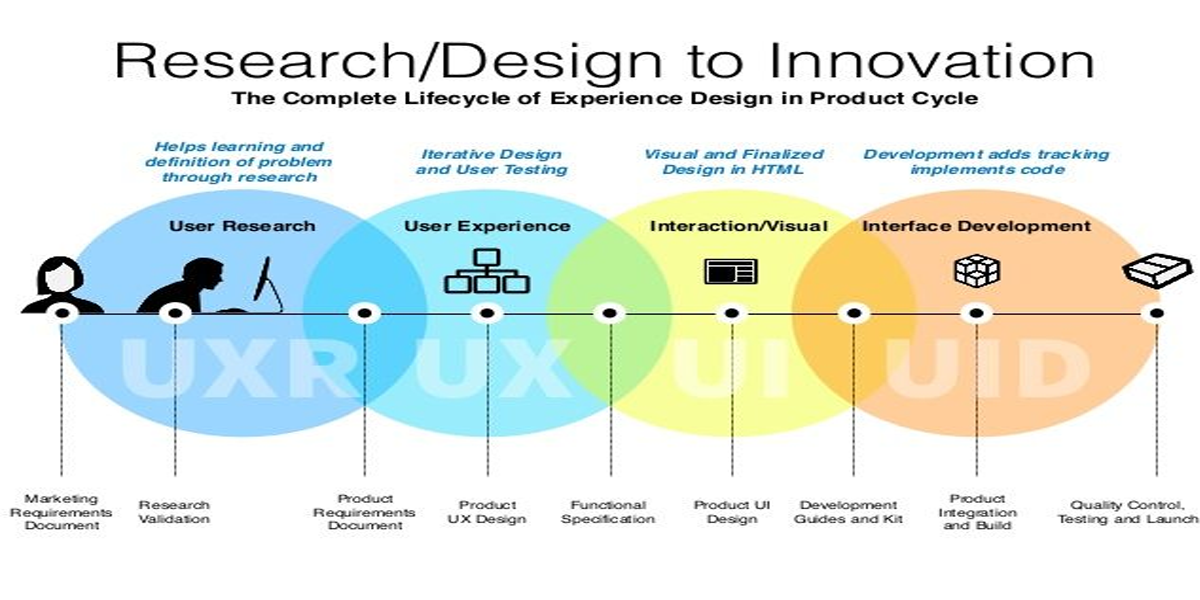 Research/Design to Innovation
The Complete Lifecycle of Experience Design in Product Cycle
Helps learning and
definition of problem
through research
Iterative Design
and User Testing
Visual and Finalized
Design in HTML
Development adds tracking
implements code
User Research
User Experience
Interaction/Visual
Interface Development
UXR
UX
UI
UID
Marketing
Requirements
Document
Research
Validation
Product
Requirements
Document
Product
UX Design
Functional
Specification
Product UI
Design
Development
Guides and Kit
Product
Integration
and Build
Quality Control,
Testing and Launch